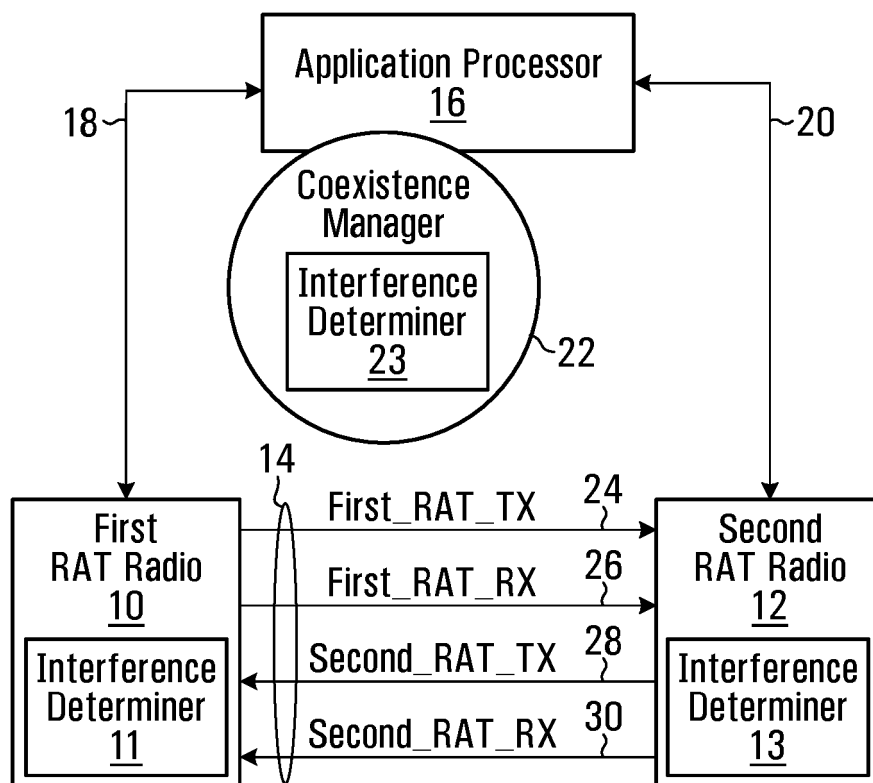 Application Processor
16
18
20
Coexistence
Manager
Interference
Determiner
23
22
14
First_RAT_TX
24
First
RAT Radio
10
Second
RAT Radio
12
First_RAT_RX
26
Second_RAT_TX
28
Interference
Determiner
11
Second_RAT_RX
30
Interference
Determiner
13